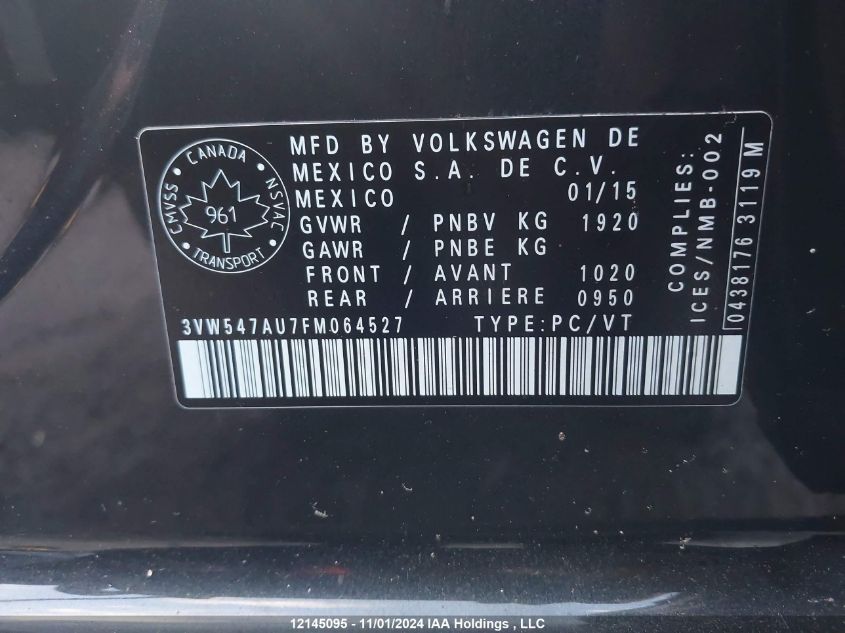 CANADA
CMVSS
NSVAC
961
TRANSPORT
MFD BY VOLKSWAGEN DE
MEXICO S.A. DE C.V.
MEXICO 01/15
GVWR / PNBV KG 1920
GAWR / PNBE KG
FRONT / AVANT 1020
REAR / ARRIERE 0950
3VW547AU7FM064527 TYPE:PC/VT
COMPLIES:
ICES/NMB-002
0438176 3119 M
12145095 - 11/01/2024 IAA Holdings , LLC